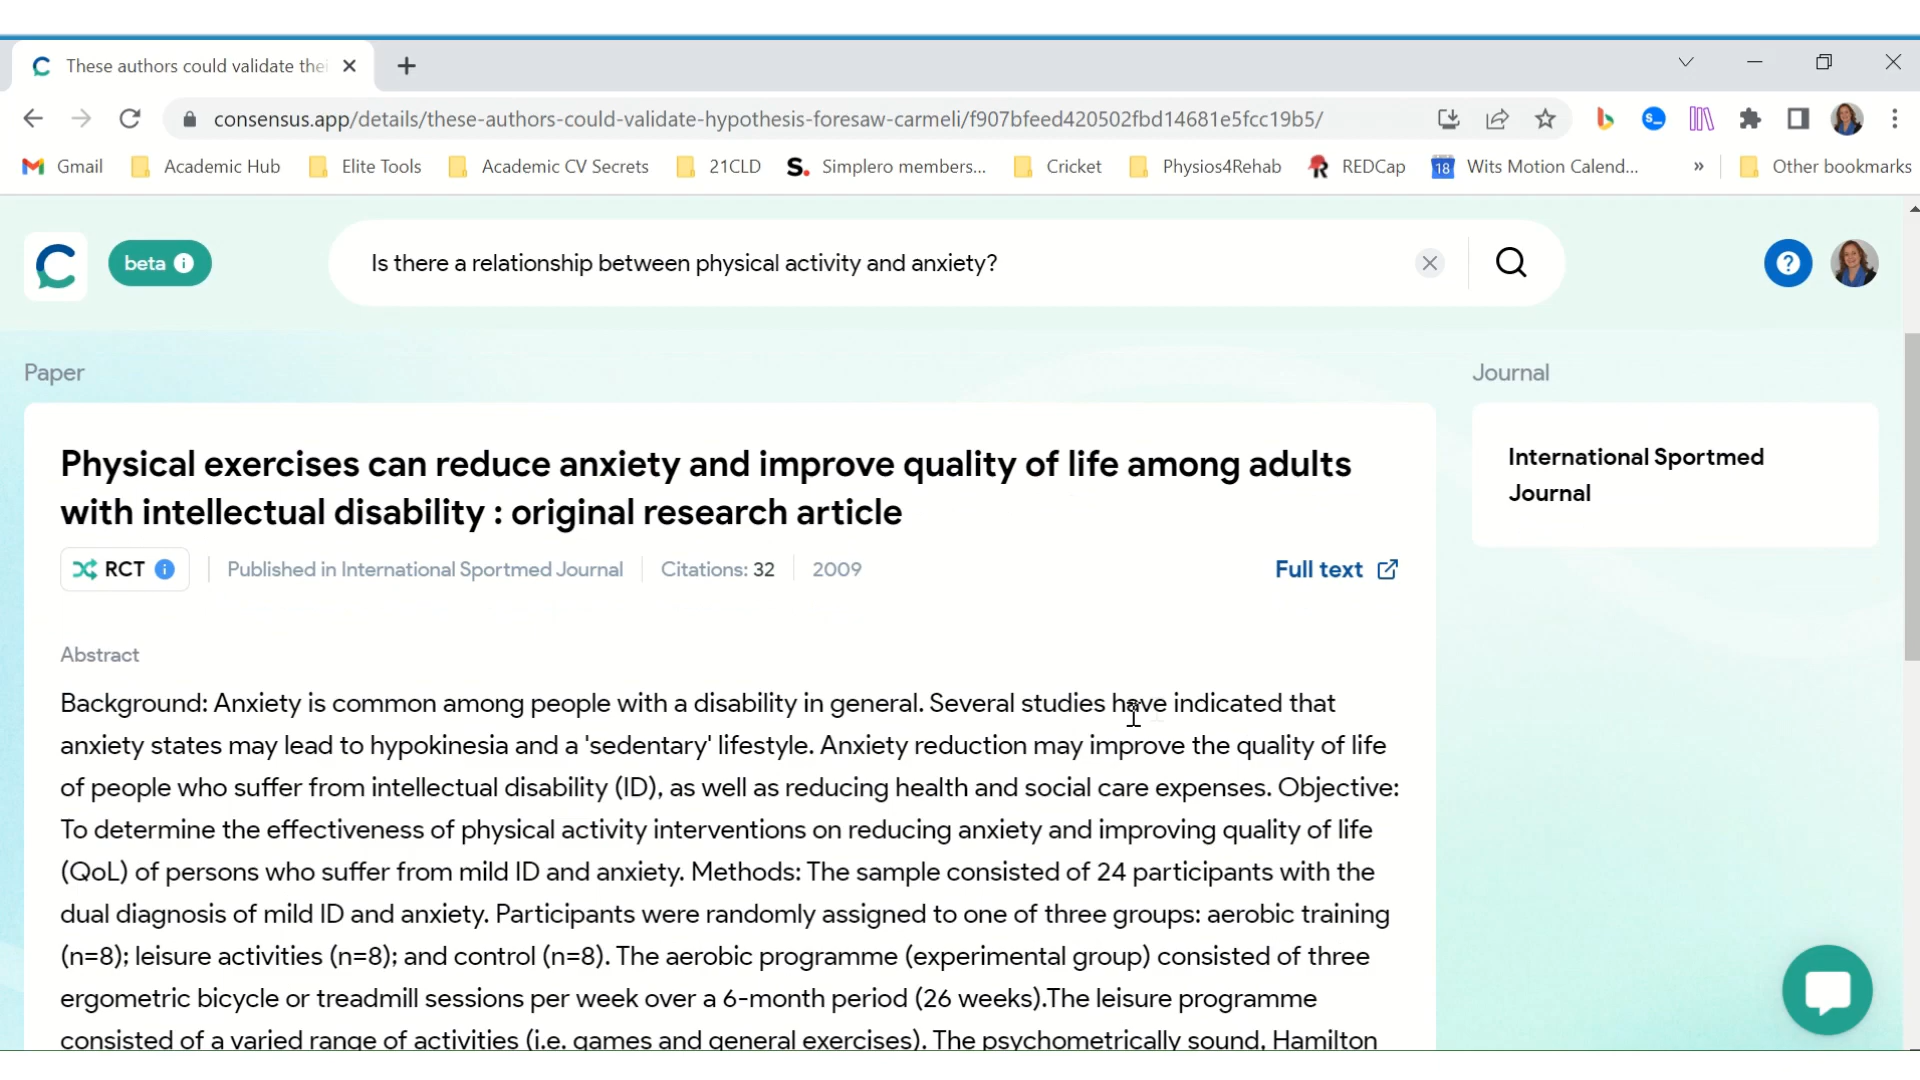 These authors could validate thei
consensus.app/details/these-authors-could-validate-hypothesis-foresaw-carmeli/f907bfeed420502fbd14681e5fcc19b5/
Gmail Academic Hub Elite Tools Academic CV Secrets 21CLD S. Simplero members... Cricket Physios4Rehab REDCap 18 Wits Motion Calend... » Other bookmarks
C beta Is there a relationship between physical activity and anxiety?
Paper
Journal
Physical exercises can reduce anxiety and improve quality of life among adults
with intellectual disability : original research article
International Sportmed
Journal
RCT Published in International Sportmed Journal Citations: 32 2009 Full text
Abstract
Background: Anxiety is common among people with a disability in general. Several studies have indicated that
anxiety states may lead to hypokinesia and a 'sedentary' lifestyle. Anxiety reduction may improve the quality of life
of people who suffer from intellectual disability (ID), as well as reducing health and social care expenses. Objective:
To determine the effectiveness of physical activity interventions on reducing anxiety and improving quality of life
(QoL) of persons who suffer from mild ID and anxiety. Methods: The sample consisted of 24 participants with the
dual diagnosis of mild ID and anxiety. Participants were randomly assigned to one of three groups: aerobic training
(n=8); leisure activities (n=8); and control (n=8). The aerobic programme (experimental group) consisted of three
ergometric bicycle or treadmill sessions per week over a 6-month period (26 weeks).The leisure programme
consisted of a varied range of activities (i.e. games and general exercises). The psychometrically sound, Hamilton